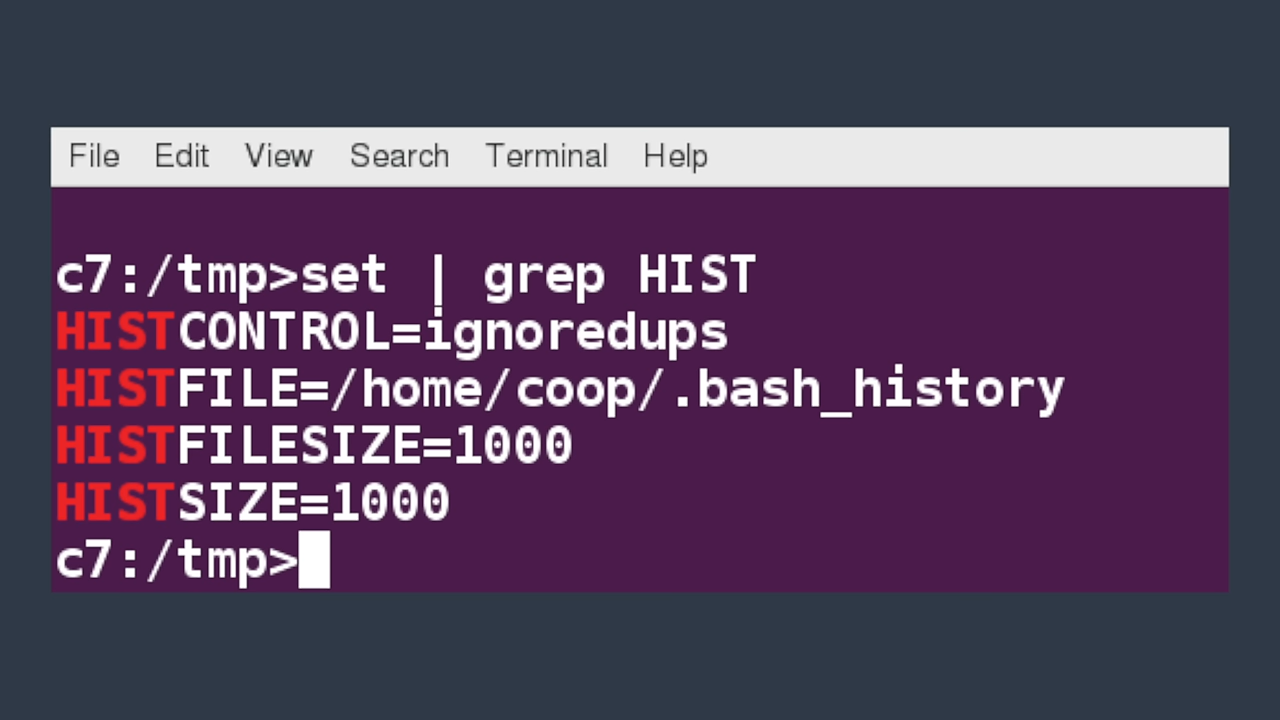 File Edit View Search Terminal Help
c7:/tmp>set | grep HIST
HISTCONTROL=ignoredups
HISTFILE=/home/coop/.bash_history
HISTFILESIZE=1000
HISTSIZE=1000
c7:/tmp>